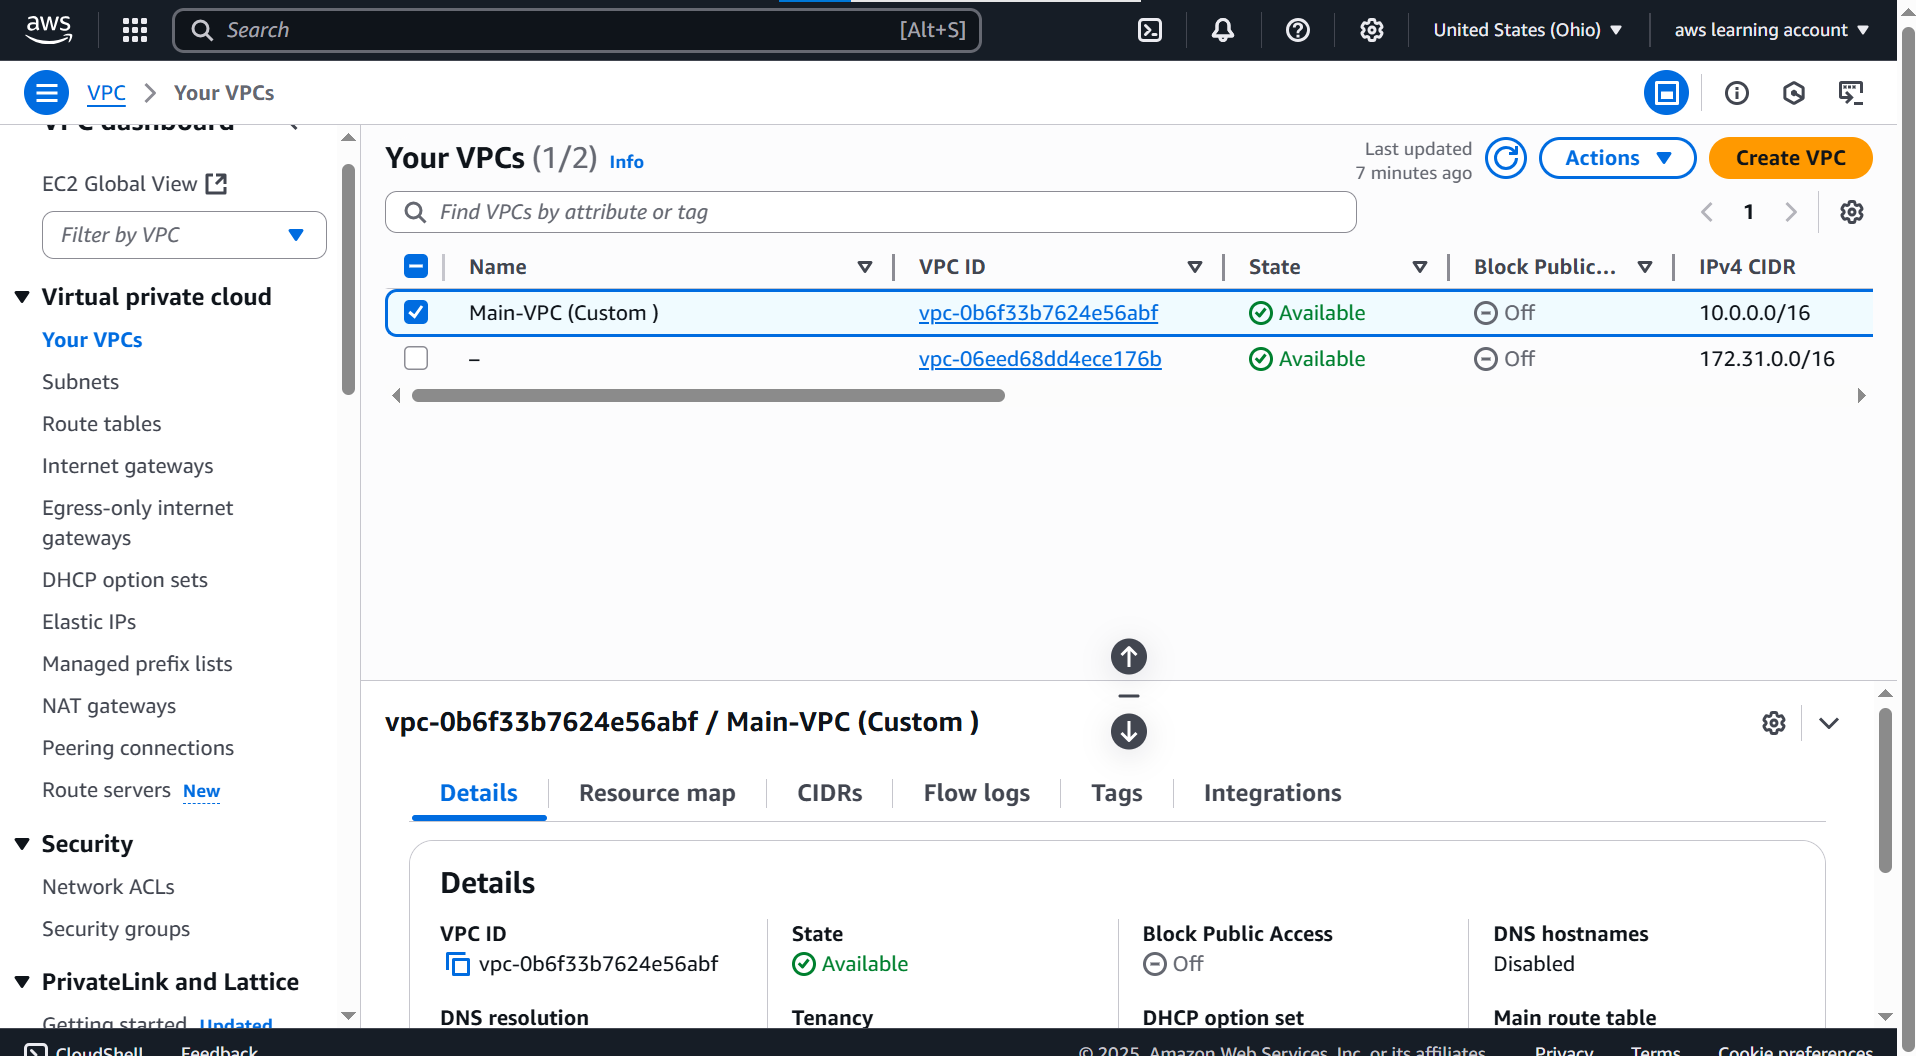 aws
Search [Alt+S]
United States (Ohio)
aws learning account
VPC
Your VPCs
VPC dashboard
EC2 Global View
Filter by VPC
Virtual private cloud
Your VPCs
Subnets
Route tables
Internet gateways
Egress-only internet
gateways
DHCP option sets
Elastic IPs
Managed prefix lists
NAT gateways
Peering connections
Route servers New
Security
Network ACLs
Security groups
PrivateLink and Lattice
Getting started Updated
Your VPCs (1/2) Info
Last updated
7 minutes ago
Actions
Create VPC
Find VPCs by attribute or tag
1
Name VPC ID State Block Public... IPv4 CIDR
Main-VPC (Custom ) vpc-0b6f33b7624e56abf Available Off 10.0.0.0/16
– vpc-06eed68dd4ece176b Available Off 172.31.0.0/16
vpc-0b6f33b7624e56abf / Main-VPC (Custom )
Details Resource map CIDRs Flow logs Tags Integrations
Details
VPC ID State Block Public Access DNS hostnames
vpc-0b6f33b7624e56abf Available Off Disabled
DNS resolution Tenancy DHCP option set Main route table
CloudShell Feedback © 2025, Amazon Web Services, Inc. or its affiliates. Privacy Terms Cookie preferences